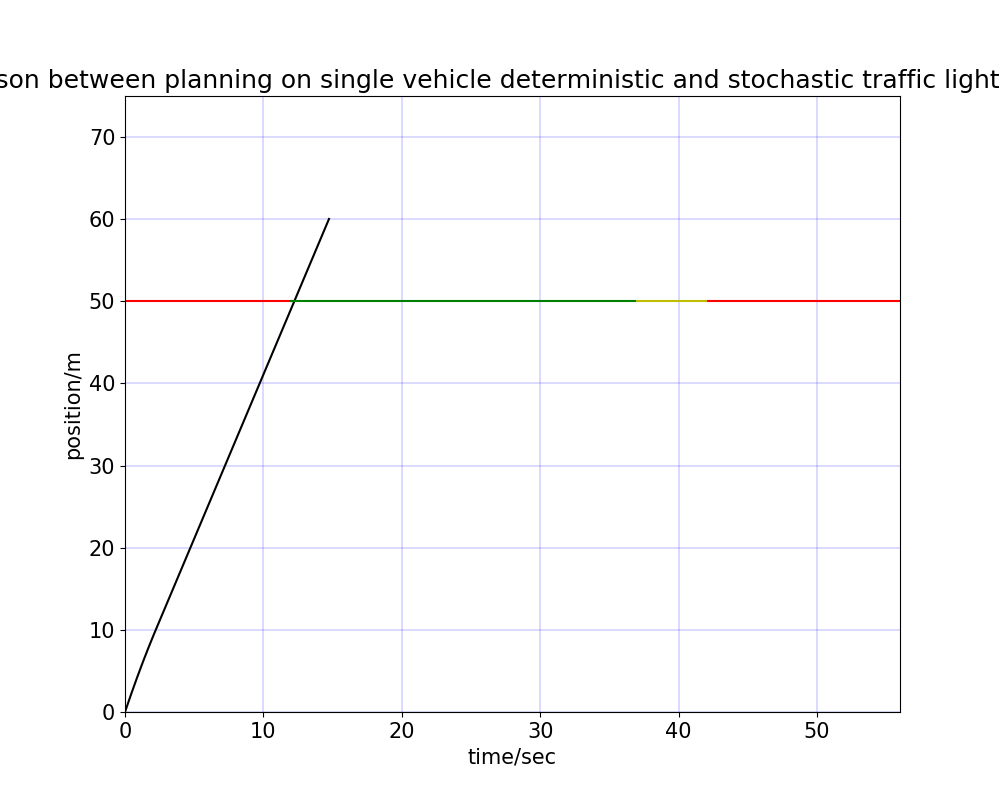 son between planning on single vehicle deterministic and stochastic traffic light
70
60
50
40
30
20
10
0
position/m
0 10 20 30 40 50
time/sec